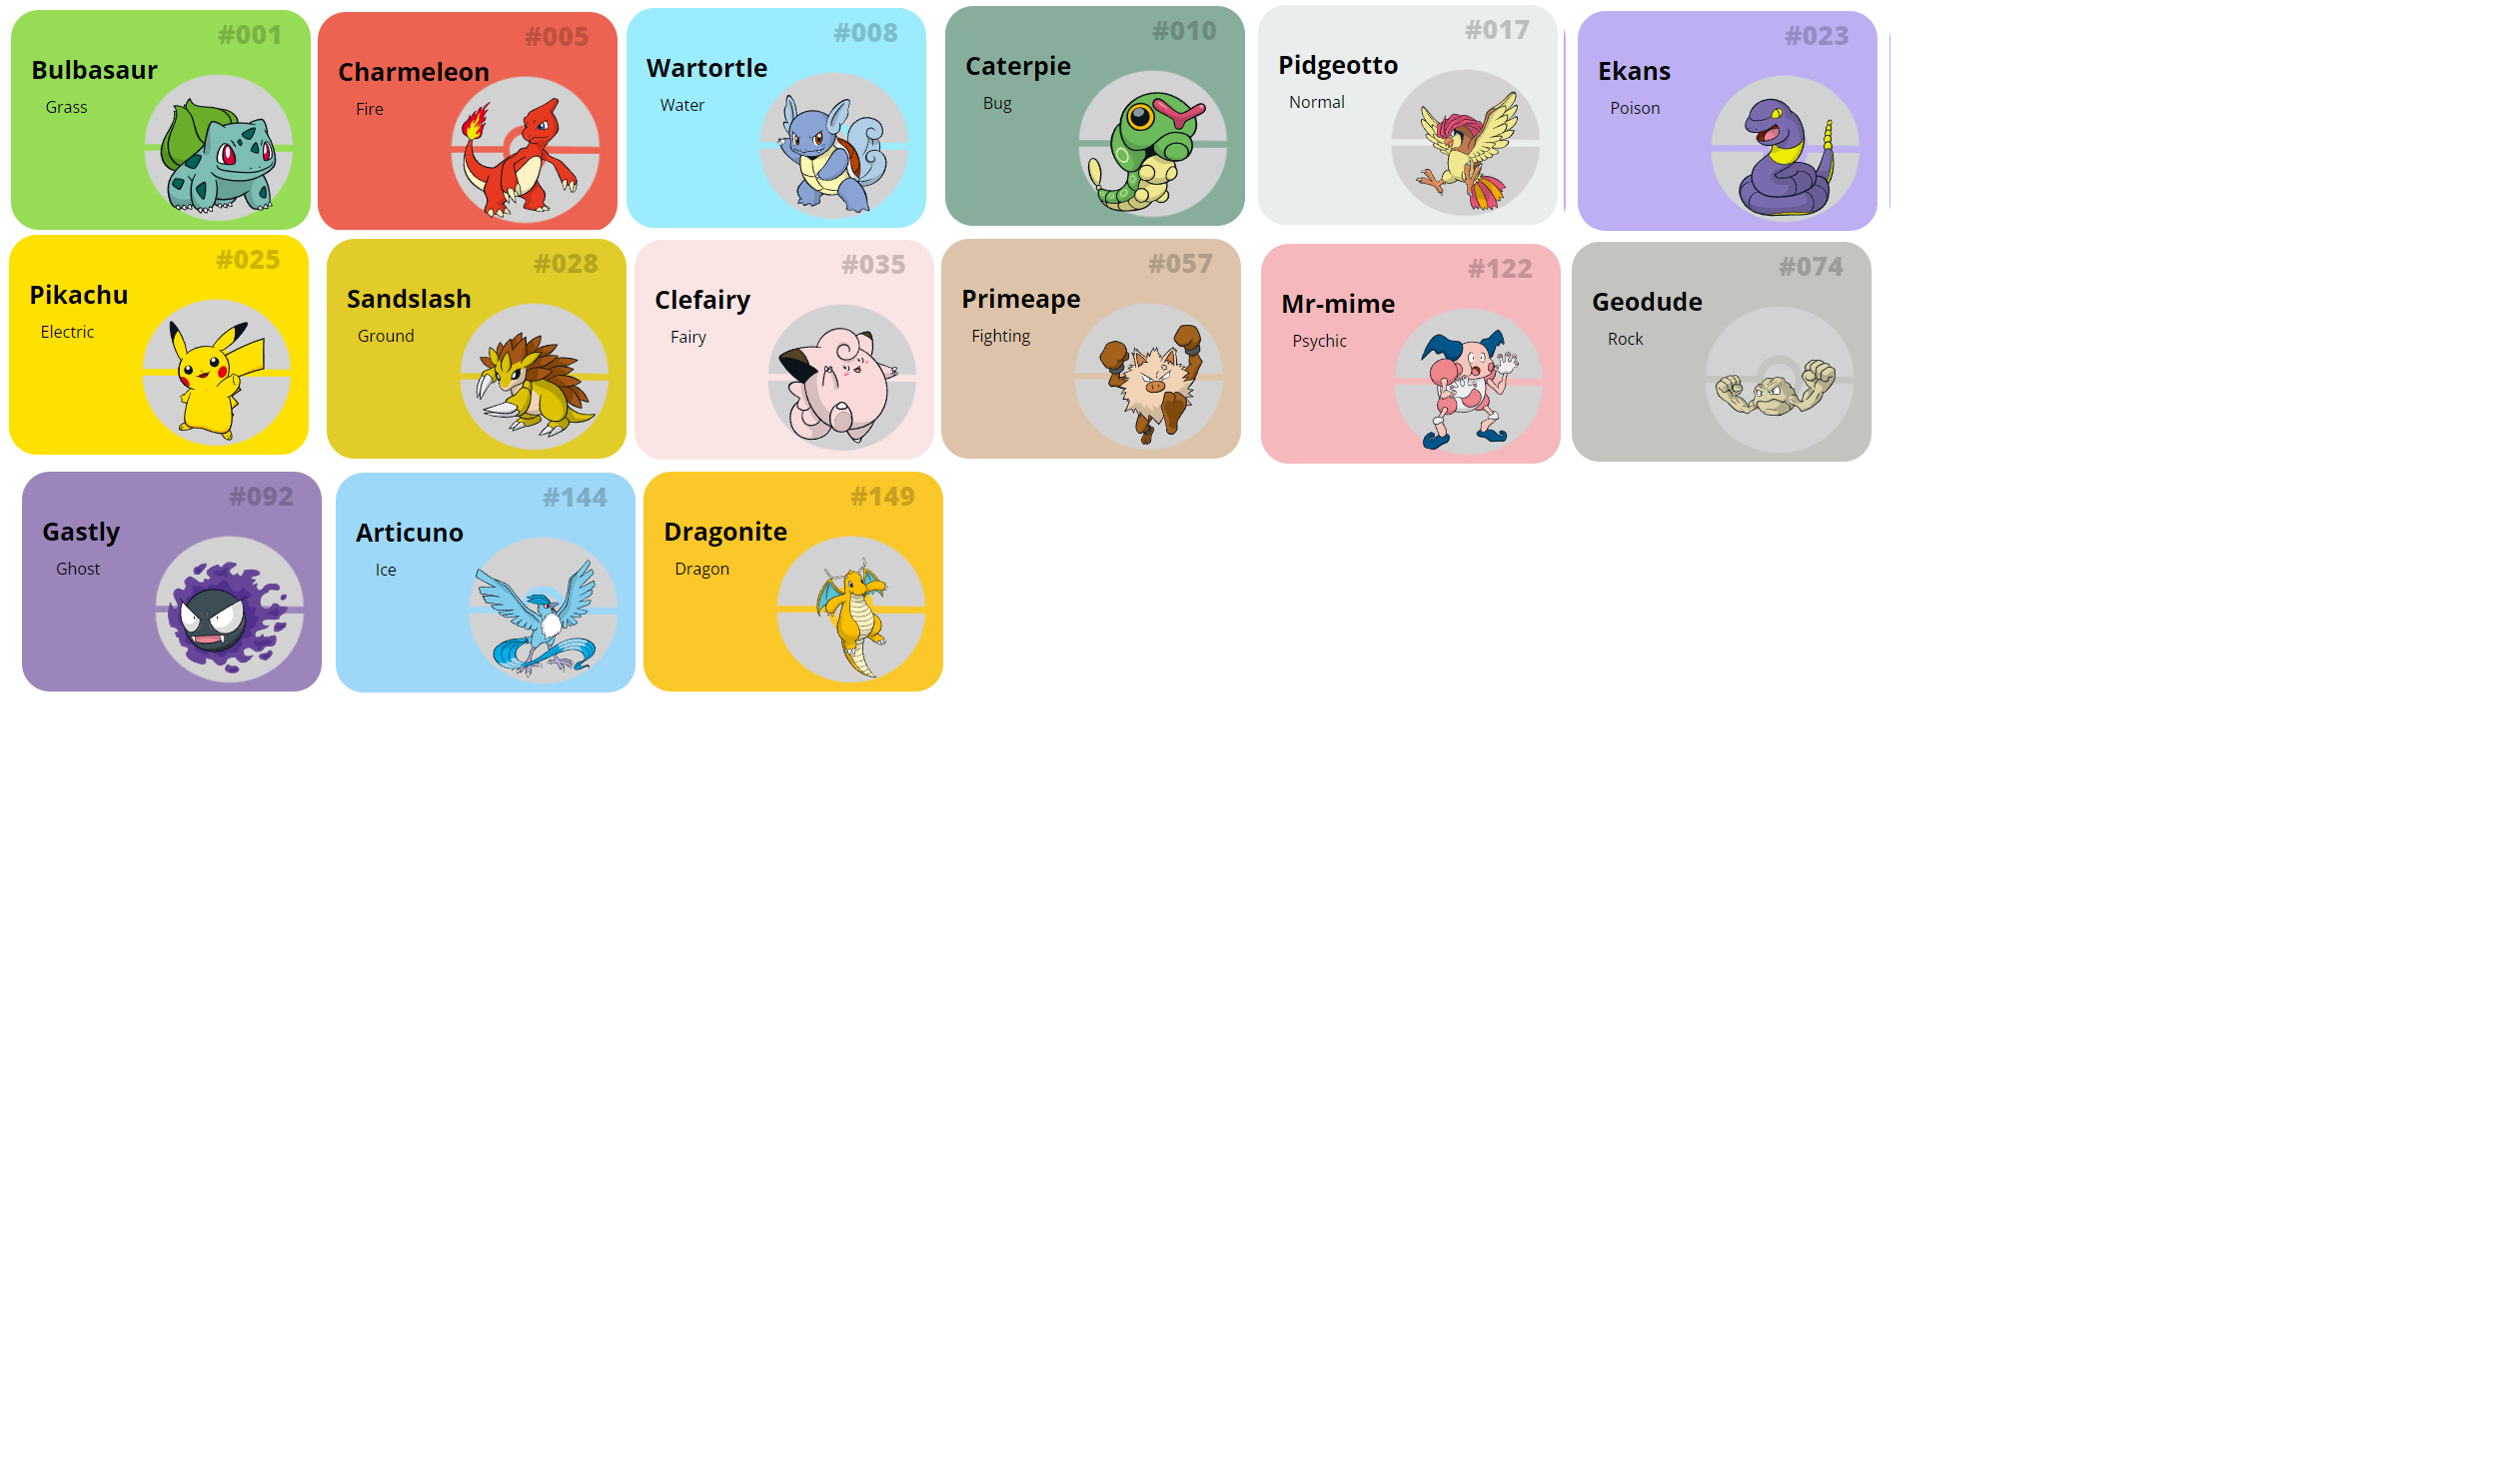 #001
Bulbasaur
Grass
#005
Charmeleon
Fire
#008
Wartortle
Water
#010
Caterpie
Bug
#017
Pidgeotto
Normal
#023
Ekans
Poison
#025
Pikachu
Electric
#028
Sandslash
Ground
#035
Clefairy
Fairy
#057
Primeape
Fighting
#122
Mr-mime
Psychic
#074
Geodude
Rock
#092
Gastly
Ghost
#144
Articuno
Ice
#149
Dragonite
Dragon